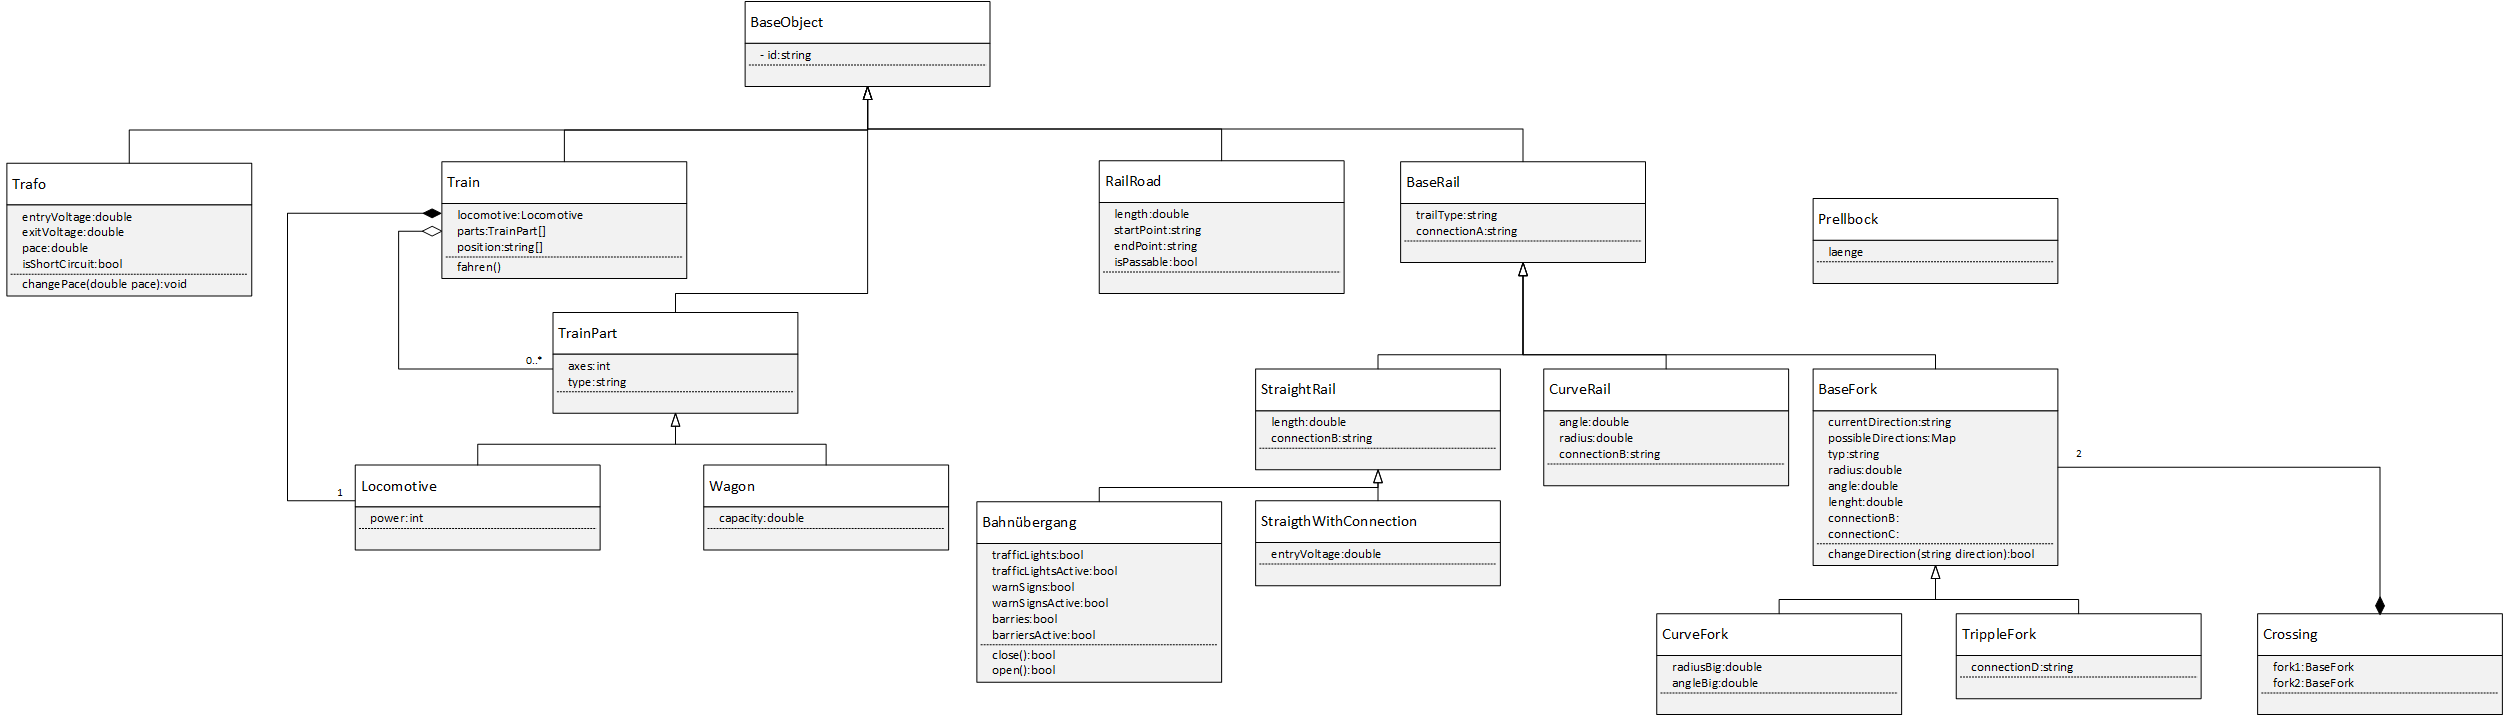 BaseObject
- id:string
Trafo
entryVoltage:double
exitVoltage:double
pace:double
isShortCircuit:bool
changePace(double pace):void
Train
locomotive:Locomotive
parts:TrainPart[]
position:string[]
fahren()
RailRoad
length:double
startPoint:string
endPoint:string
isPassable:bool
BaseRail
trailType:string
connectionA:string
Prellbock
laenge
TrainPart
0..*
axes:int
type:string
StraightRail
length:double
connectionB:string
CurveRail
angle:double
radius:double
connectionB:string
BaseFork
currentDirection:string
possibleDirections:Map
typ:string
radius:double
angle:double
lenght:double
connectionB:
connectionC:
changeDirection(string direction):bool
2
1
Locomotive
power:int
Wagon
capacity:double
Bahnübergang
trafficLights:bool
trafficLightsActive:bool
warnSigns:bool
warnSignsActive:bool
barries:bool
barriersActive:bool
close():bool
open():bool
StraigthWithConnection
entryVoltage:double
CurveFork
radiusBig:double
angleBig:double
TrippleFork
connectionD:string
Crossing
fork1:BaseFork
fork2:BaseFork